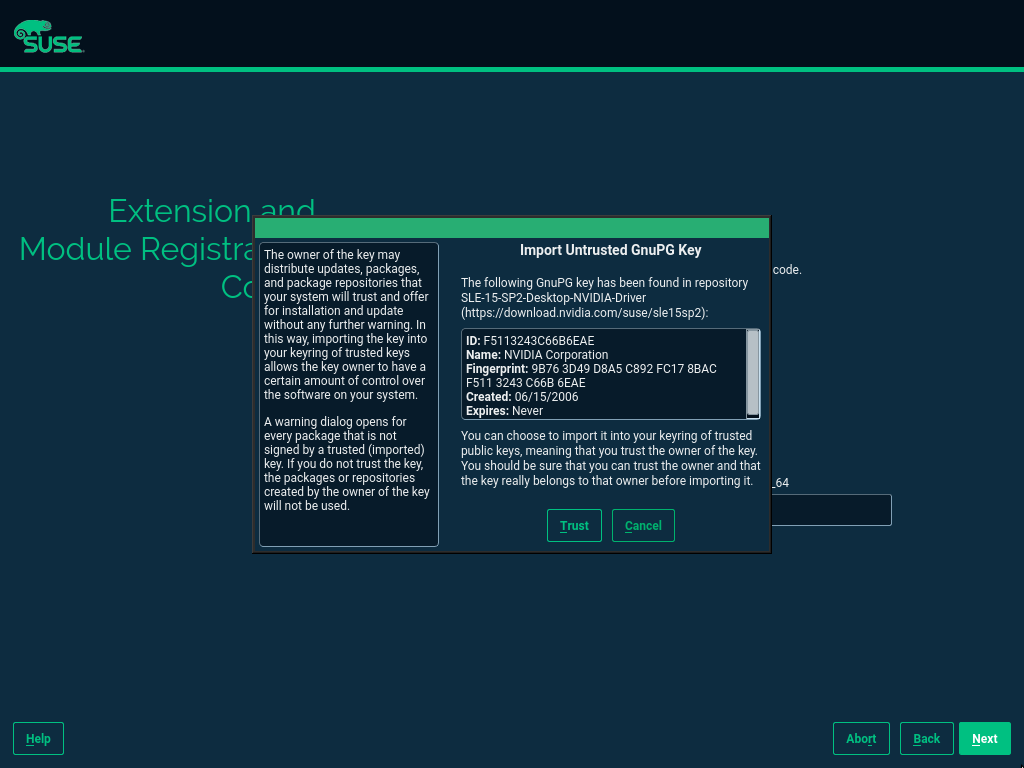 SUSE
Extension and
Module Registra
Co
code.
_64
The owner of the key may
distribute updates, packages,
and package repositories that
your system will trust and offer
for installation and update
without any further warning. In
this way, importing the key into
your keyring of trusted keys
allows the key owner to have a
certain amount of control over
the software on your system.
A warning dialog opens for
every package that is not
signed by a trusted (imported)
key. If you do not trust the key,
the packages or repositories
created by the owner of the key
will not be used.
Import Untrusted GnuPG Key
The following GnuPG key has been found in repository
SLE-15-SP2-Desktop-NVIDIA-Driver
(https://download.nvidia.com/suse/sle15sp2):
ID: F5113243C66B6EAE
Name: NVIDIA Corporation
Fingerprint: 9B76 3D49 D8A5 C892 FC17 8BAC
F511 3243 C66B 6EAE
Created: 06/15/2006
Expires: Never
You can choose to import it into your keyring of trusted
public keys, meaning that you trust the owner of the key.
You should be sure that you can trust the owner and that
the key really belongs to that owner before importing it.
Trust
Cancel
Help
Abort
Back
Next